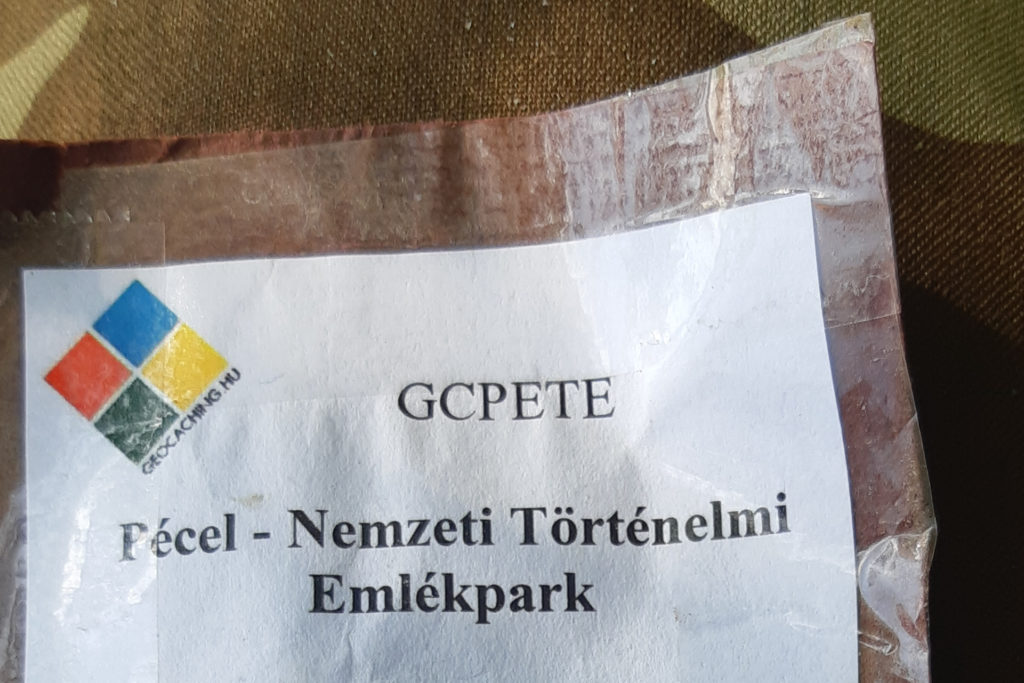 GEOCACHING.HU
GCPETE
Pécel - Nemzeti Történelmi
Emlékpark